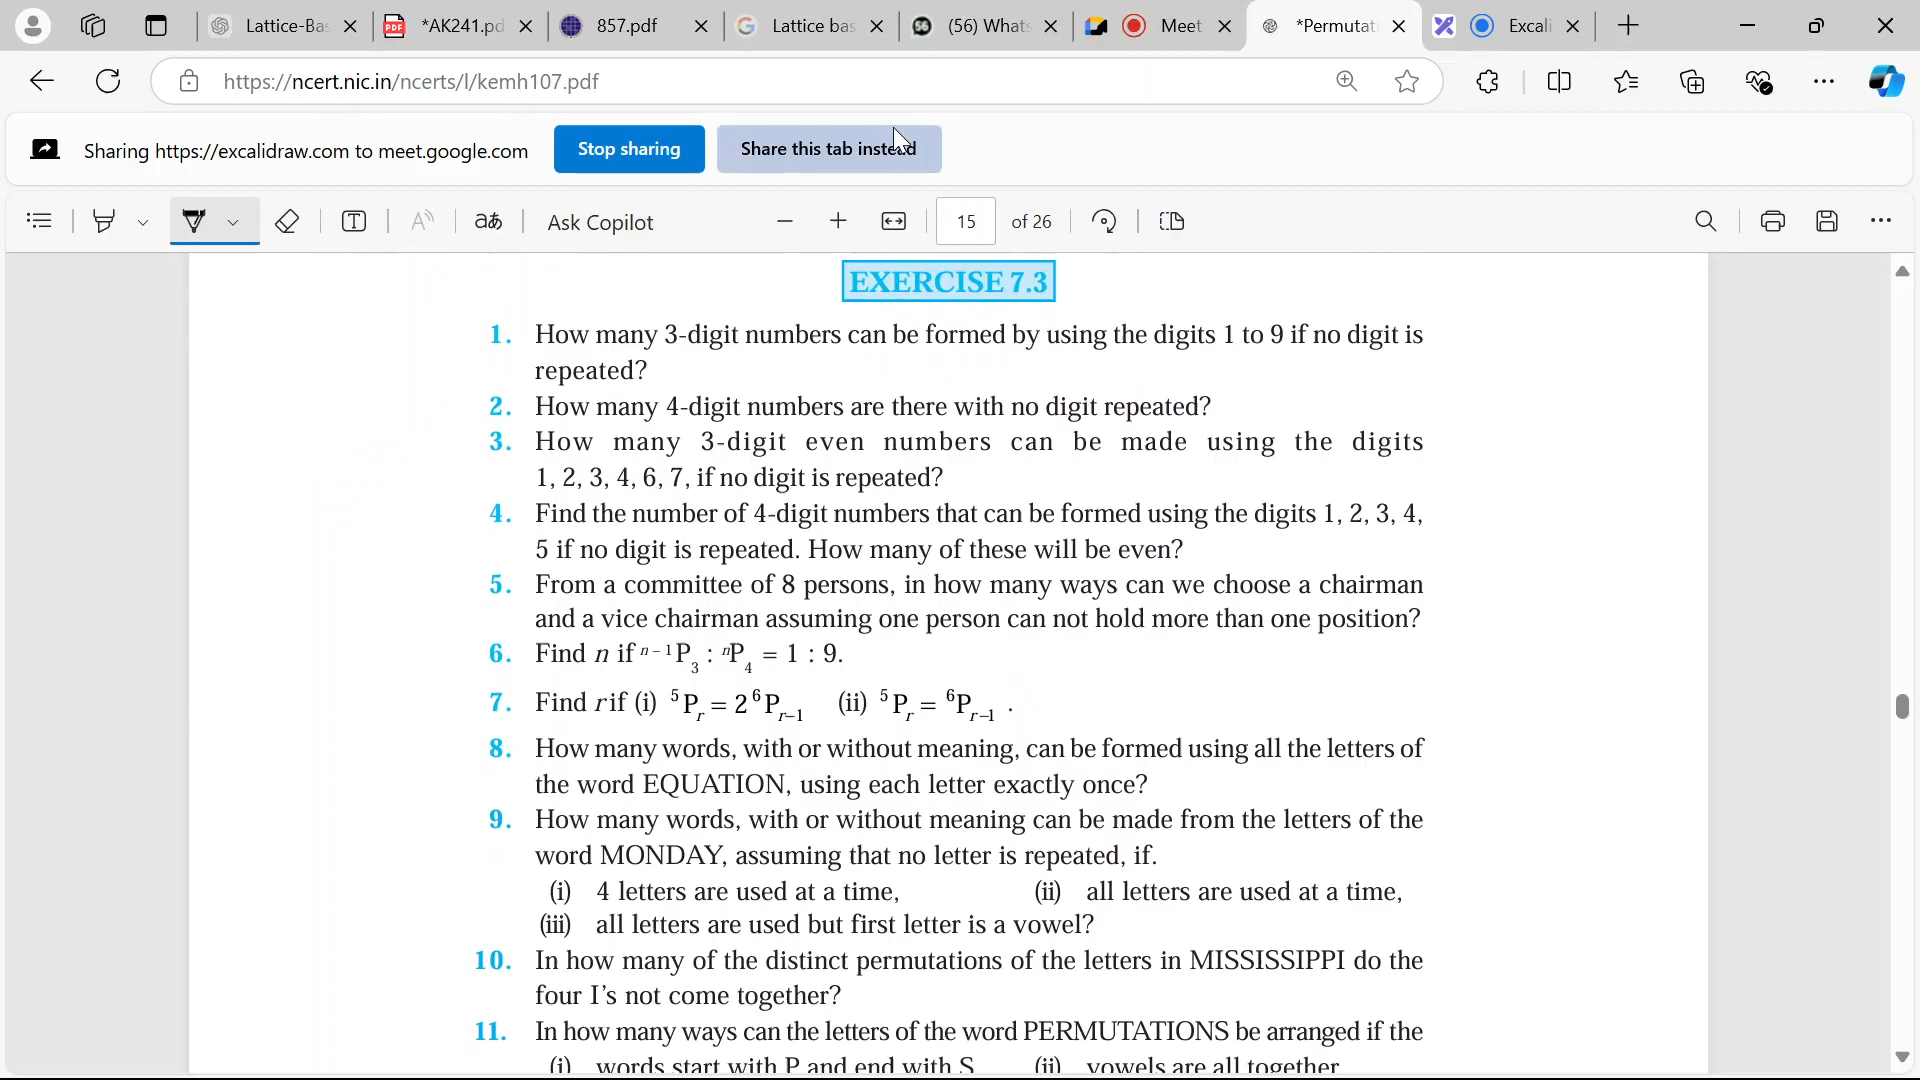 Lattice-Bas
*AK241.pd
857.pdf
Lattice bas
(56) Whats
Meet
*Permutati
Excali
https://ncert.nic.in/ncerts/l/kemh107.pdf
Sharing https://excalidraw.com to meet.google.com
Stop sharing
Share this tab instead
Ask Copilot
15 of 26
EXERCISE 7.3
1. How many 3-digit numbers can be formed by using the digits 1 to 9 if no digit is
repeated?
2. How many 4-digit numbers are there with no digit repeated?
3. How many 3-digit even numbers can be made using the digits
1, 2, 3, 4, 6, 7, if no digit is repeated?
4. Find the number of 4-digit numbers that can be formed using the digits 1, 2, 3, 4,
5 if no digit is repeated. How many of these will be even?
5. From a committee of 8 persons, in how many ways can we choose a chairman
and a vice chairman assuming one person can not hold more than one position?
6. Find n if ⁿ⁻¹P₃ : ⁿP₄ = 1 : 9.
7. Find r if (i) ⁵Pᵣ = 2 ⁶Pᵣ₋₁ (ii) ⁵Pᵣ = ⁶Pᵣ₋₁ .
8. How many words, with or without meaning, can be formed using all the letters of
the word EQUATION, using each letter exactly once?
9. How many words, with or without meaning can be made from the letters of the
word MONDAY, assuming that no letter is repeated, if.
(i) 4 letters are used at a time, (ii) all letters are used at a time,
(iii) all letters are used but first letter is a vowel?
10. In how many of the distinct permutations of the letters in MISSISSIPPI do the
four I's not come together?
11. In how many ways can the letters of the word PERMUTATIONS be arranged if the
(i) words start with P and end with S (ii) vowels are all together